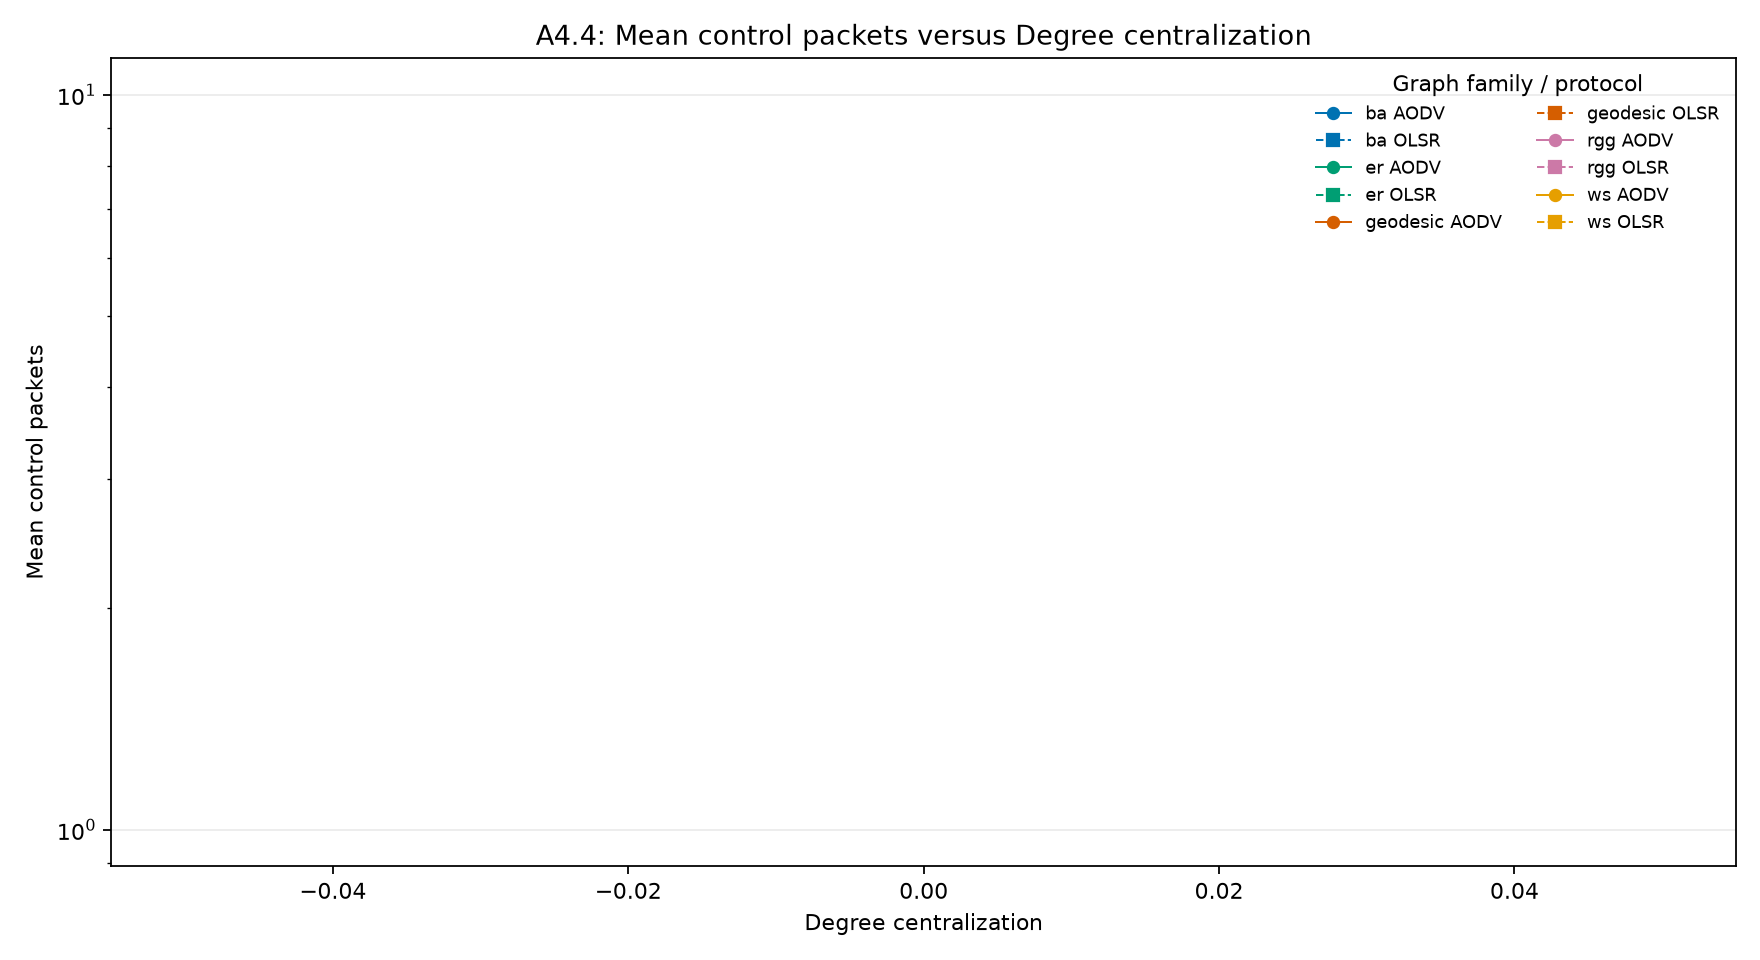 A4.4: Mean control packets versus Degree centralization
Graph family / protocol
ba AODV
ba OLSR
er AODV
er OLSR
geodesic AODV
geodesic OLSR
rgg AODV
rgg OLSR
ws AODV
ws OLSR
Mean control packets
10¹
10⁰
−0.04
−0.02
0.00
0.02
0.04
Degree centralization